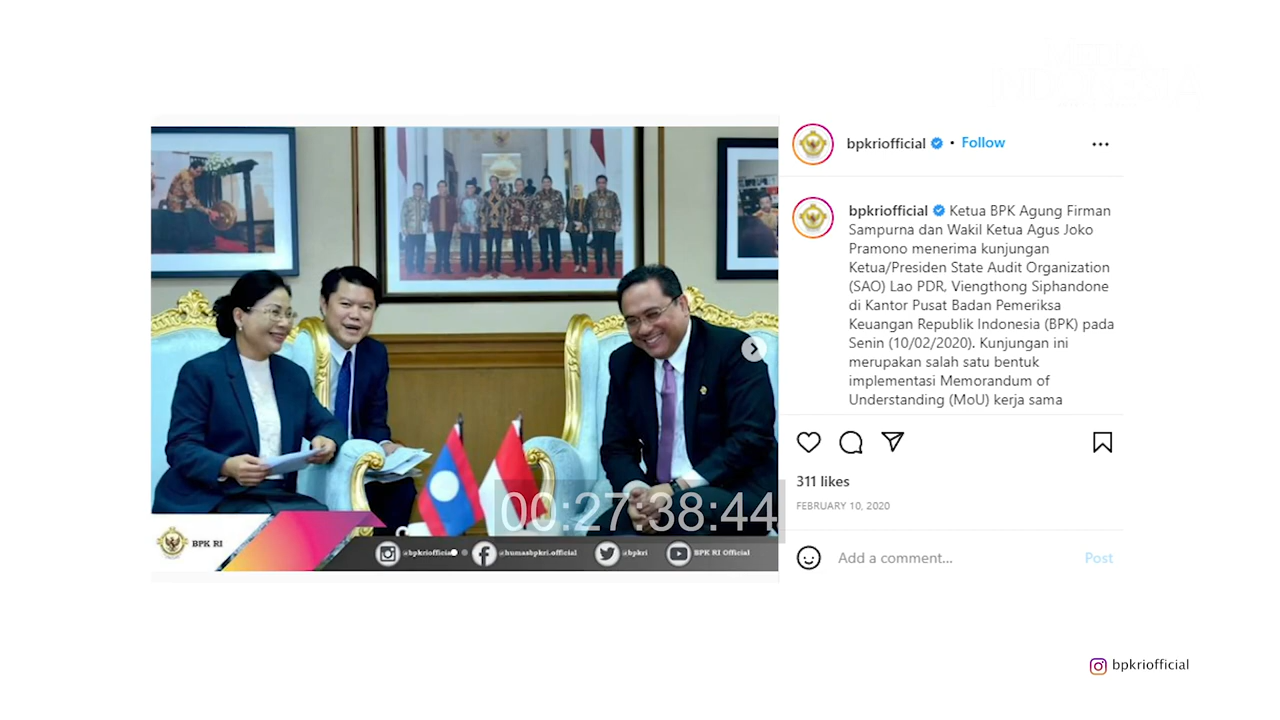 BPK RI
@bpkriofficial
@humasbpkri.official
@bpkri
BPK RI Official
00:27:38:44
bpkriofficial • Follow
bpkriofficial Ketua BPK Agung Firman
Sampurna dan Wakil Ketua Agus Joko
Pramono menerima kunjungan
Ketua/Presiden State Audit Organization
(SAO) Lao PDR, Viengthong Siphandone
di Kantor Pusat Badan Pemeriksa
Keuangan Republik Indonesia (BPK) pada
Senin (10/02/2020). Kunjungan ini
merupakan salah satu bentuk
implementasi Memorandum of
Understanding (MoU) kerja sama
311 likes
FEBRUARY 10, 2020
Add a comment...
Post
bpkriofficial